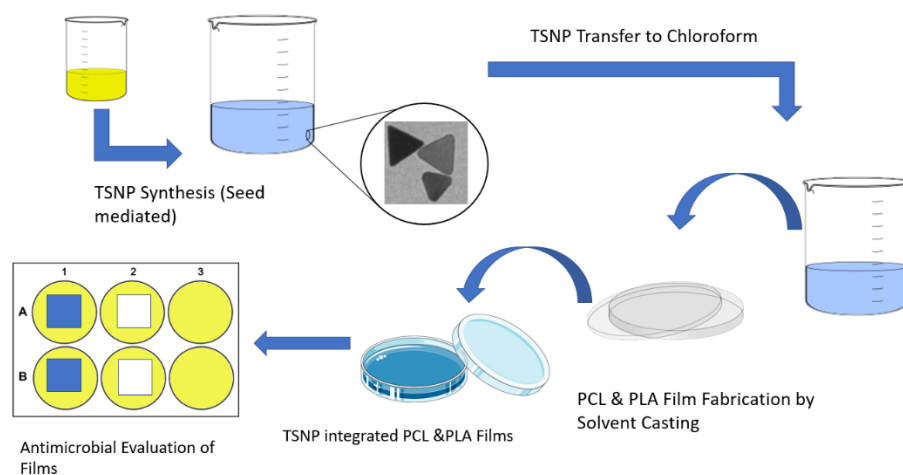 TSNP Transfer to Chloroform
TSNP Synthesis (Seed
mediated)
1 2 3
A
B
PCL & PLA Film Fabrication by
Solvent Casting
TSNP integrated PCL &PLA Films
Antimicrobial Evaluation of
Films